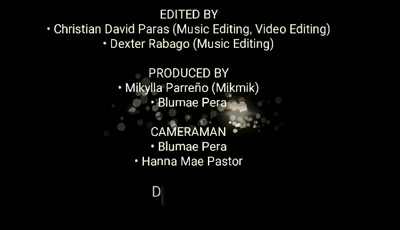 EDITED BY
• Christian David Paras (Music Editing, Video Editing)
• Dexter Rabago (Music Editing)
PRODUCED BY
• Mikylla Parreño (Mikmik)
• Blumae Pera
CAMERAMAN
• Blumae Pera
• Hanna Mae Pastor
D